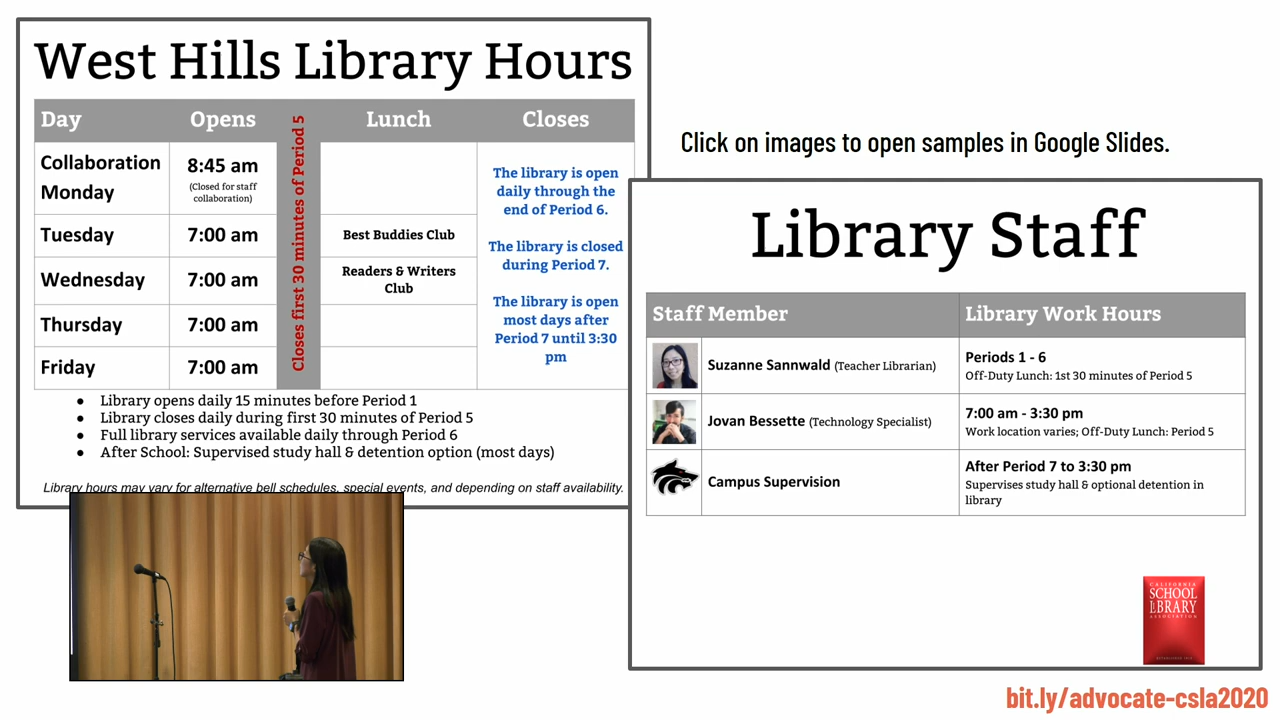 West Hills Library Hours
Day Opens Lunch Closes
Closes first 30 minutes of Period 5
Collaboration
Monday
8:45 am
(Closed for staff
collaboration)
Tuesday 7:00 am Best Buddies Club
Wednesday 7:00 am Readers & Writers
Club
Thursday 7:00 am
Friday 7:00 am
The library is open
daily through the
end of Period 6.
The library is closed
during Period 7.
The library is open
most days after
Period 7 until 3:30
pm
● Library opens daily 15 minutes before Period 1
● Library closes daily during first 30 minutes of Period 5
● Full library services available daily through Period 6
● After School: Supervised study hall & detention option (most days)
Library hours may vary for alternative bell schedules, special events, and depending on staff availability.
Click on images to open samples in Google Slides.
Library Staff
Staff Member Library Work Hours
Suzanne Sannwald (Teacher Librarian)
Periods 1 - 6
Off-Duty Lunch: 1st 30 minutes of Period 5
Jovan Bessette (Technology Specialist)
7:00 am - 3:30 pm
Work location varies; Off-Duty Lunch: Period 5
Campus Supervision
After Period 7 to 3:30 pm
Supervises study hall & optional detention in
library
CALIFORNIA
SCHOOL
LIBRARY
ASSOCIATION
bit.ly/advocate-csla2020